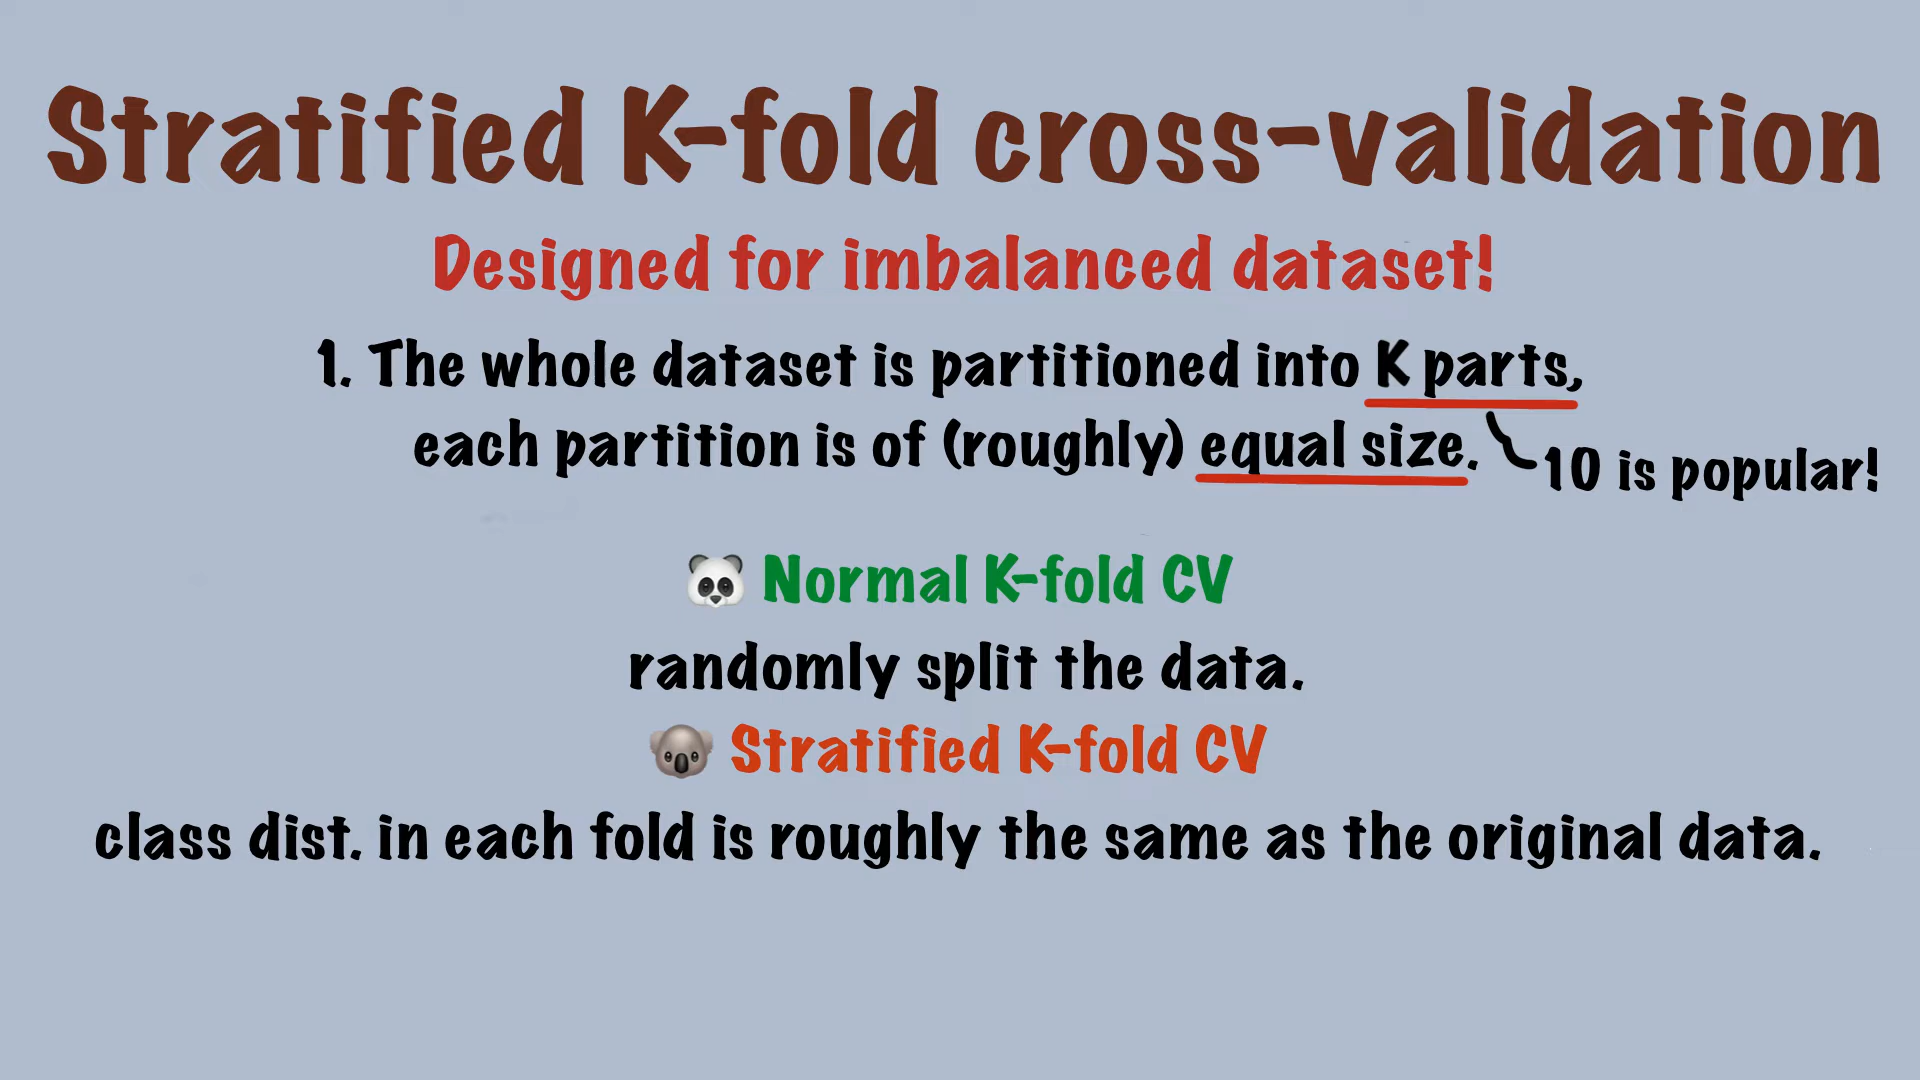 Stratified K-fold cross-validation
Designed for imbalanced dataset!
1. The whole dataset is partitioned into K parts,
each partition is of (roughly) equal size.
10 is popular!
🐼 Normal K-fold CV
randomly split the data.
🐨 Stratified K-fold CV
class dist. in each fold is roughly the same as the original data.